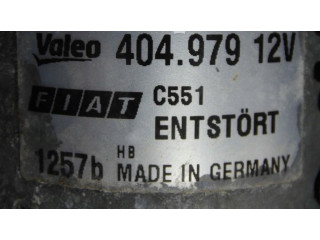 Valeo 404.979 12V
FIAT C551
ENTSTÖRT
1257b HB MADE IN GERMANY